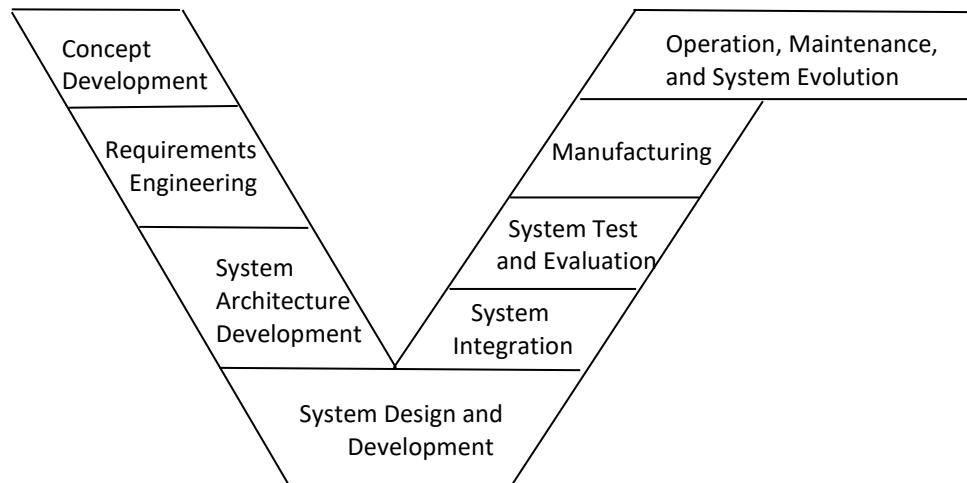 Concept
Development
Requirements
Engineering
System
Architecture
Development
System Design and
Development
System
Integration
System Test
and Evaluation
Manufacturing
Operation, Maintenance,
and System Evolution